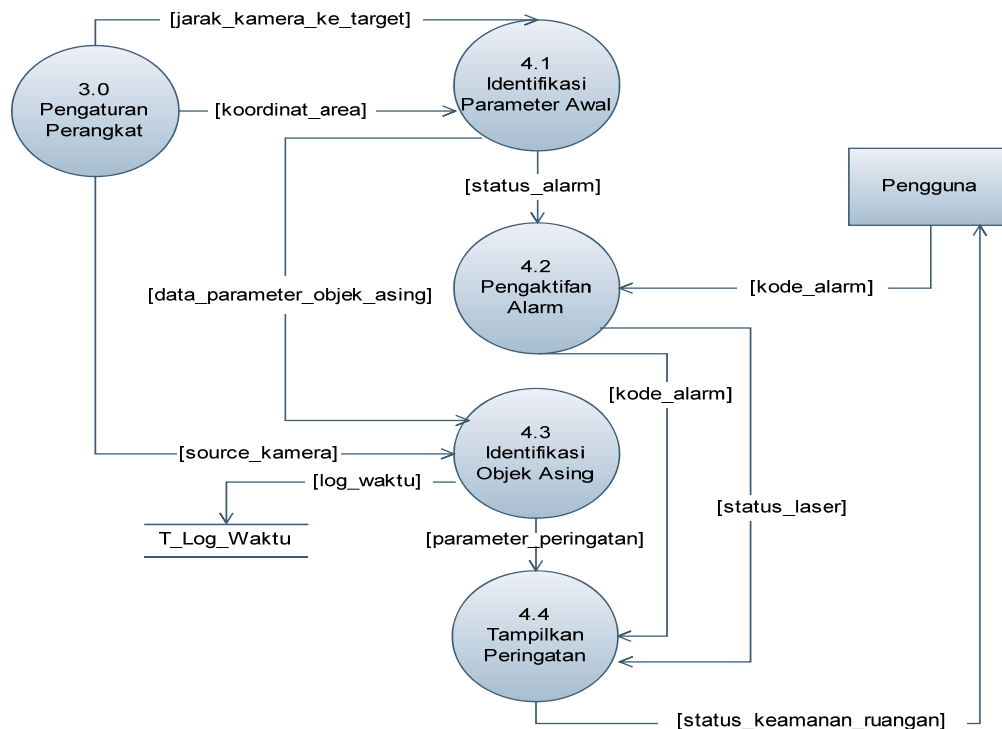 [jarak_kamera_ke_target]
3.0
Pengaturan
Perangkat
[koordinat_area]
4.1
Identifikasi
Parameter Awal
[status_alarm]
Pengguna
4.2
Pengaktifan
Alarm
[kode_alarm]
[data_parameter_objek_asing]
[kode_alarm]
4.3
Identifikasi
Objek Asing
[source_kamera]
[log_waktu]
[status_laser]
T_Log_Waktu
[parameter_peringatan]
4.4
Tampilkan
Peringatan
[status_keamanan_ruangan]